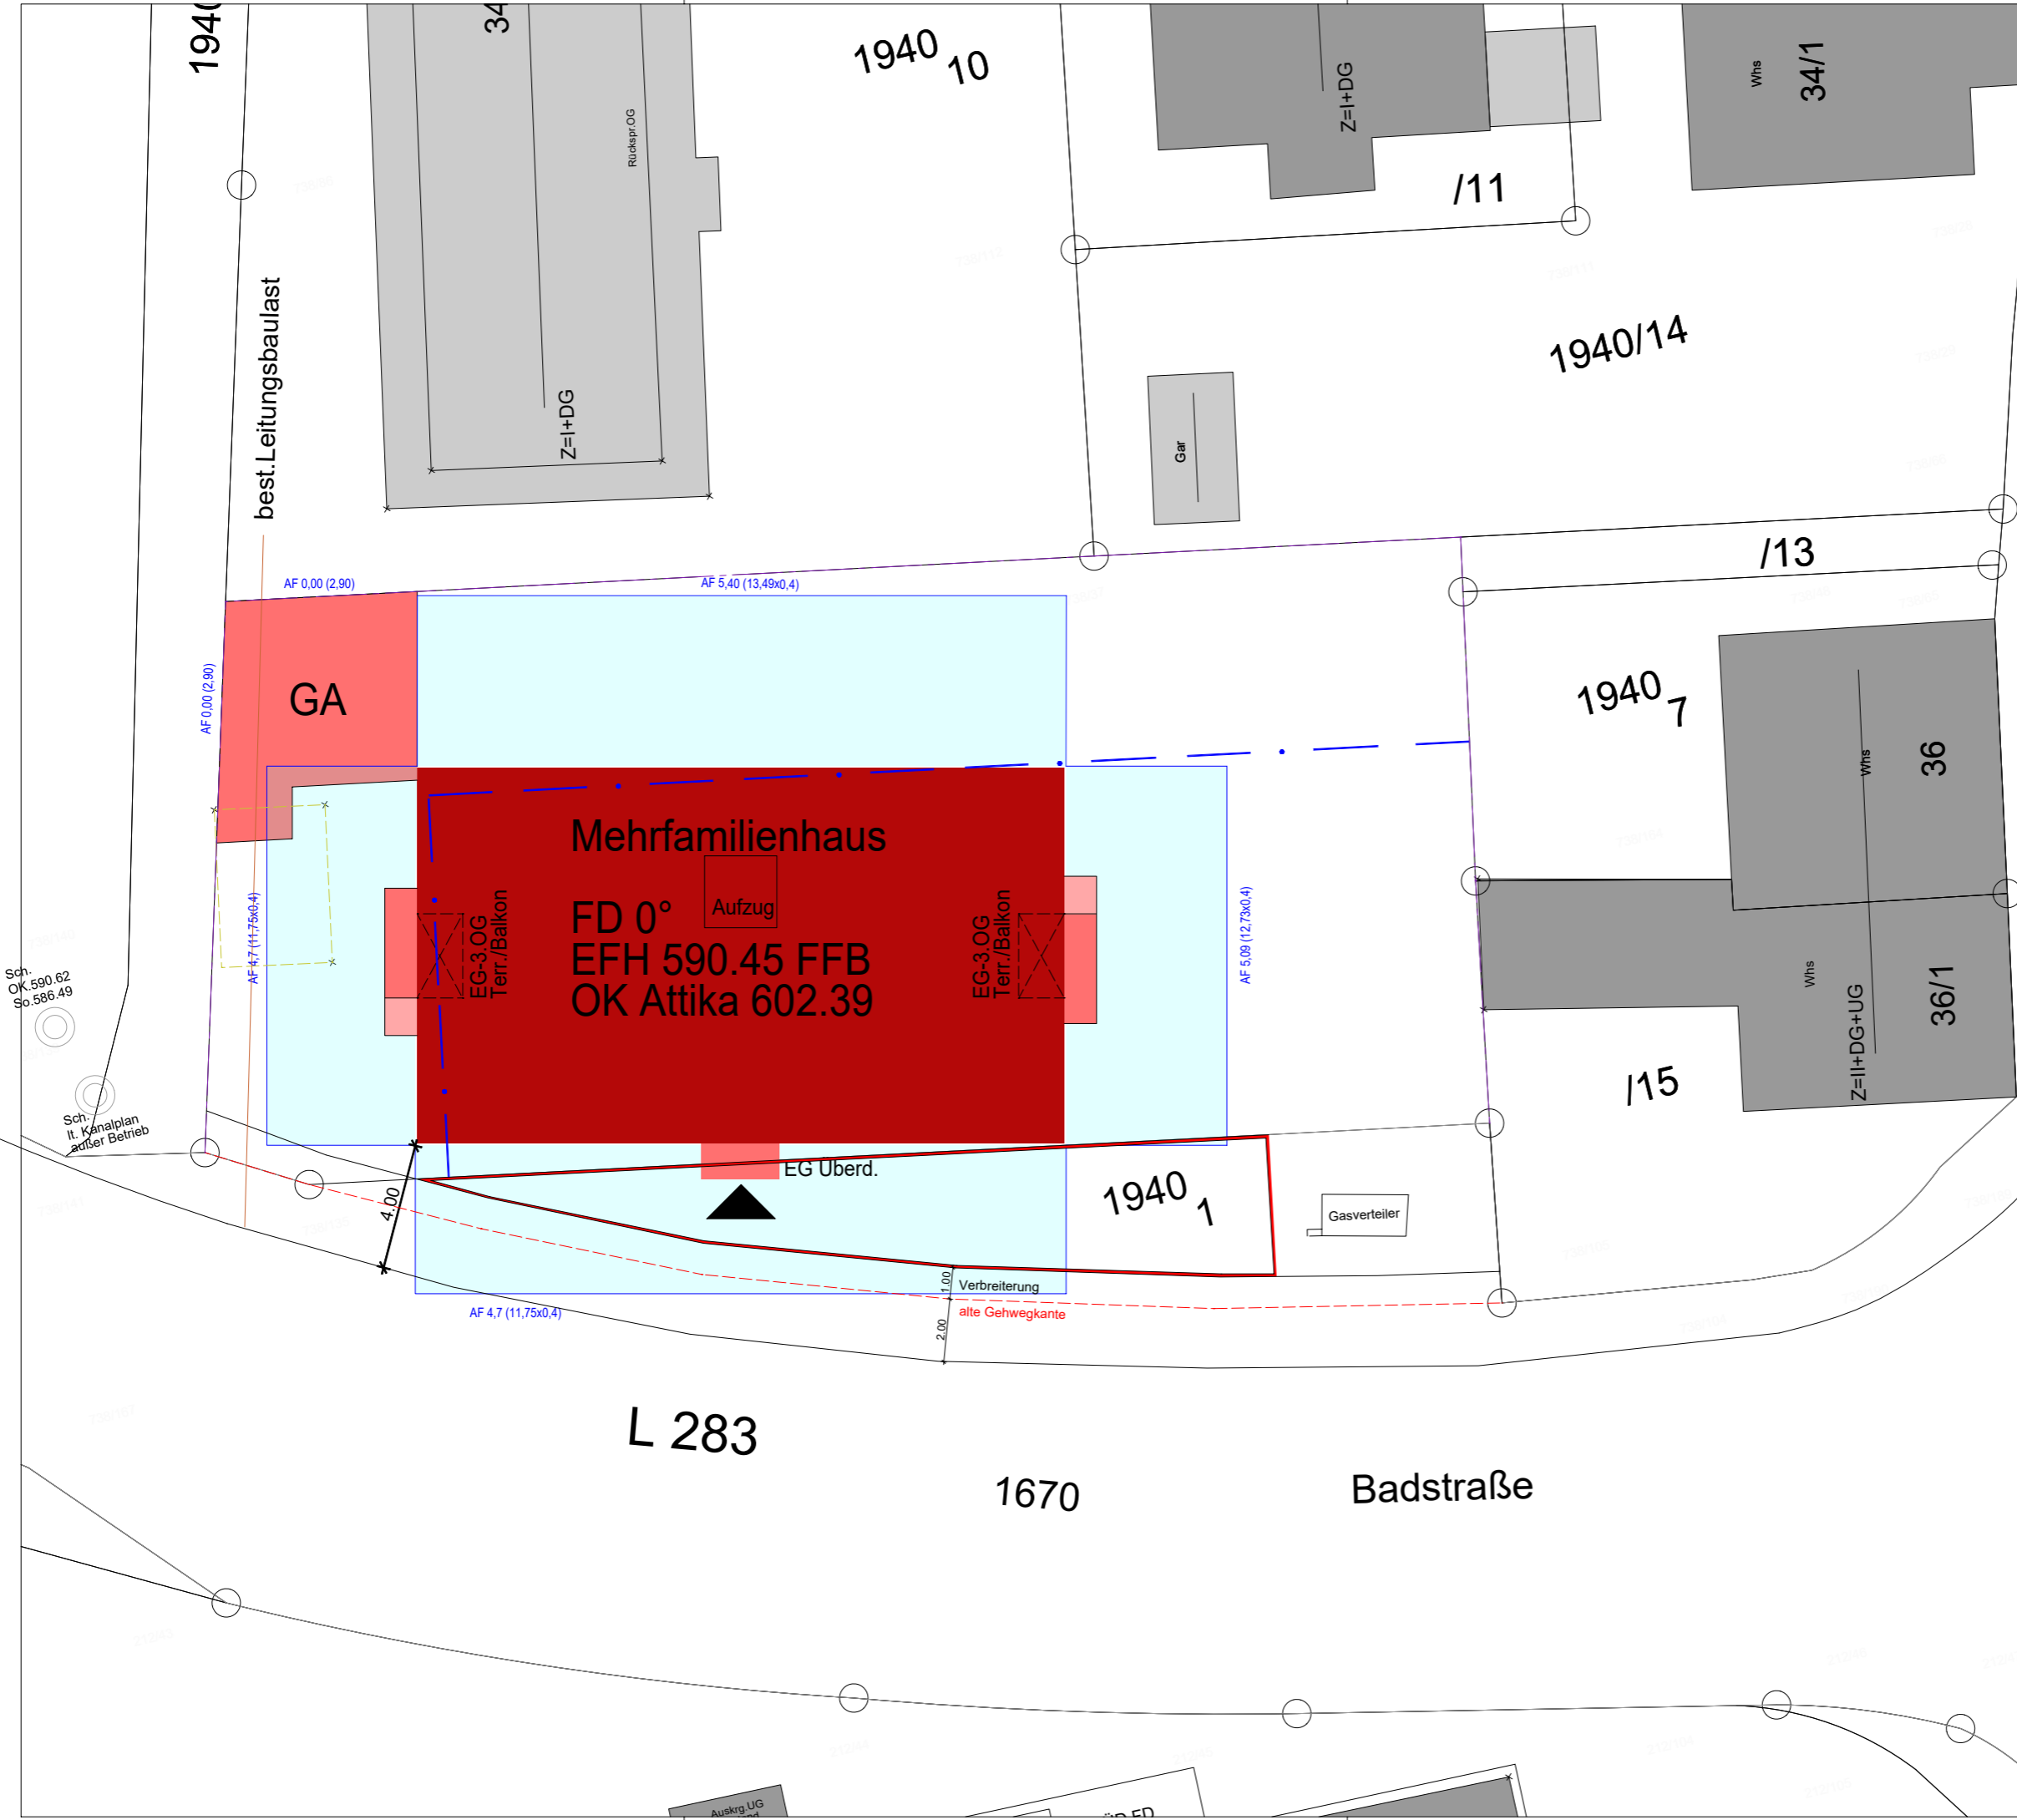 1940
34
1940
10
Rückspr.OG
Z=I+DG
Whs
34/1
/11
best.Leitungsbaulast
1940/14
Z=I+DG
Gar
/13
AF 0,00 (2,90)
AF 5,40 (13,49x0,4)
AF 0,00 (2,90)
GA
1940
7
Whs
36
Mehrfamilienhaus
Aufzug
FD 0°
EFH 590.45 FFB
OK Attika 602.39
EG-3.OG
Terr./Balkon
EG-3.OG
Terr./Balkon
AF 4,7 (11,75x0,4)
AF 5,09 (12,73x0,4)
Sch.
OK.590.62
So.586.49
Whs
Z=II+DG+UG
36/1
/15
Sch.
lt. Kanalplan
außer Betrieb
4.00
EG Überd.
1940
1
Gasverteiler
1.00
Verbreiterung
alte Gehwegkante
2.00
AF 4,7 (11,75x0,4)
L 283
1670
Badstraße
Auskrg.UG